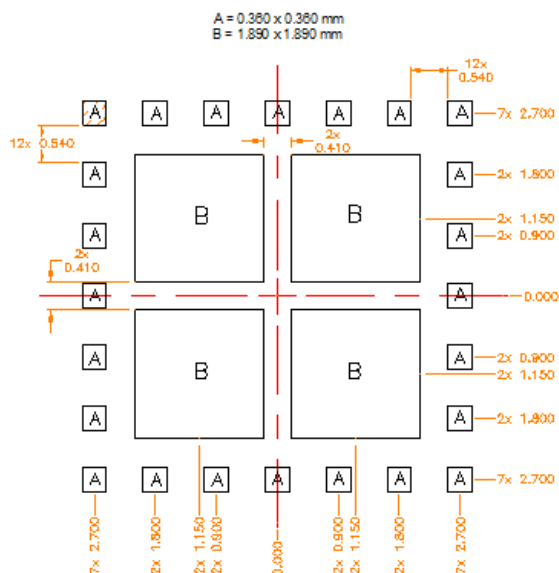 A = 0.360 x 0.360 mm
B = 1.890 x 1.890 mm
12x
0.540
A A A A A A A 7x 2.700
12x 0.540
2x
0.410
A A 2x 1.800
B B 2x 1.150
A A 2x 0.900
2x
0.410
A A 0.000
A A 2x 0.900
B B 2x 1.150
A A 2x 1.800
A A A A A A A 7x 2.700
7x 2.700
2x 1.800
2x 1.150
2x 0.900
0.000
2x 0.900
2x 1.150
2x 1.800
7x 2.700